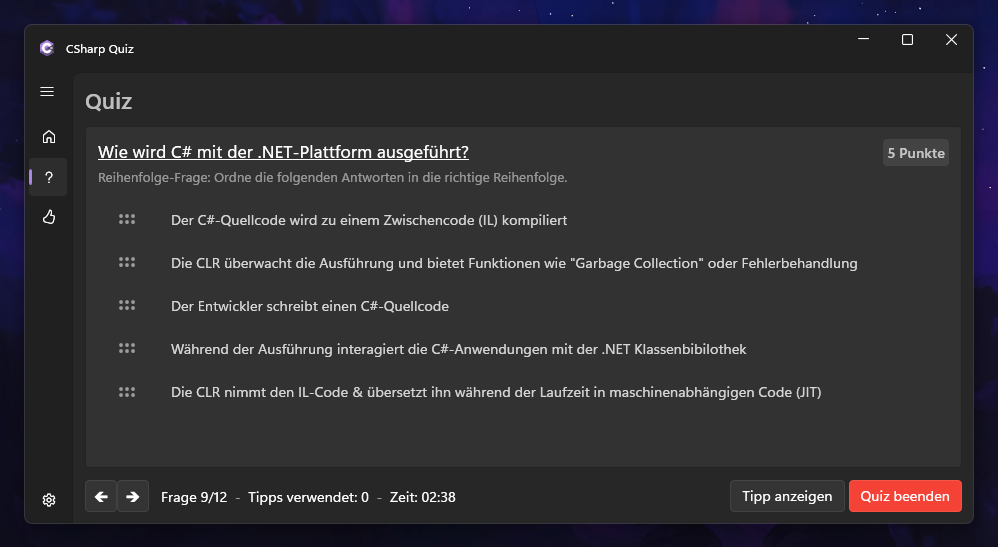 CSharp Quiz
Quiz
Wie wird C# mit der .NET-Plattform ausgeführt?
5 Punkte
Reihenfolge-Frage: Ordne die folgenden Antworten in die richtige Reihenfolge.
Der C#-Quellcode wird zu einem Zwischencode (IL) kompiliert
Die CLR überwacht die Ausführung und bietet Funktionen wie "Garbage Collection" oder Fehlerbehandlung
Der Entwickler schreibt einen C#-Quellcode
Während der Ausführung interagiert die C#-Anwendungen mit der .NET Klassenbibilothek
Die CLR nimmt den IL-Code & übersetzt ihn während der Laufzeit in maschinenabhängigen Code (JIT)
Frage 9/12 - Tipps verwendet: 0 - Zeit: 02:38
Tipp anzeigen
Quiz beenden